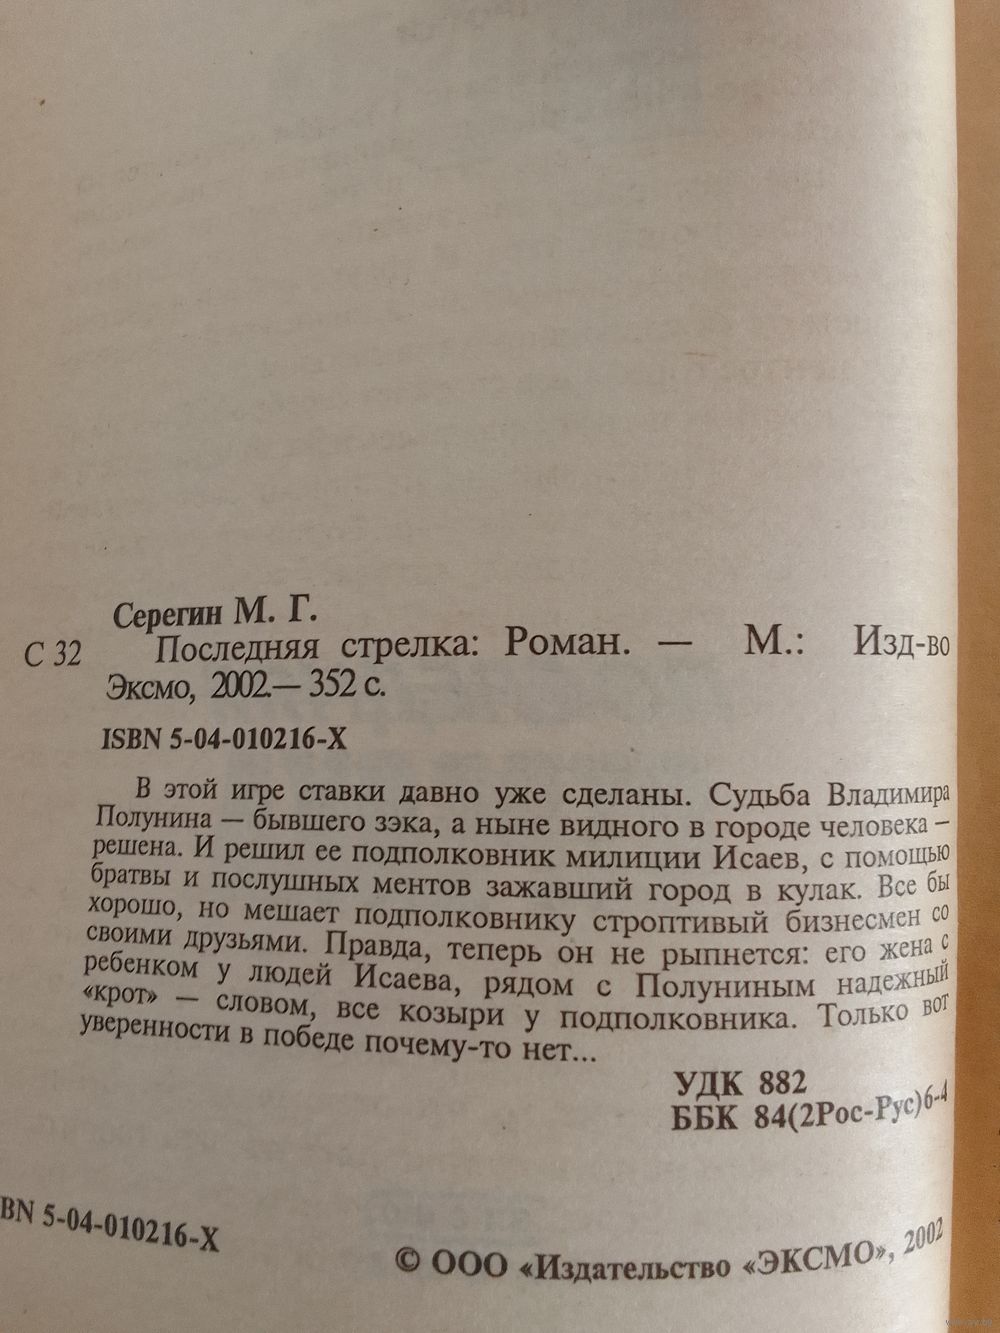 Серегин М. Г.
С 32 Последняя стрелка: Роман. — М.: Изд-во
Эксмо, 2002.— 352 с.
ISBN 5-04-010216-X
В этой игре ставки давно уже сделаны. Судьба Владимира
Полунина — бывшего зэка, а ныне видного в городе человека —
решена. И решил ее подполковник милиции Исаев, с помощью
братвы и послушных ментов зажавший город в кулак. Все бы
хорошо, но мешает подполковнику строптивый бизнесмен со
своими друзьями. Правда, теперь он не рыпнется: его жена с
ребенком у людей Исаева, рядом с Полуниным надежный
«крот» — словом, все козыри у подполковника. Только вот
уверенности в победе почему-то нет...
УДК 882
ББК 84(2Рос-Рус)6-4
BN 5-04-010216-X
© ООО «Издательство «ЭКСМО», 2002